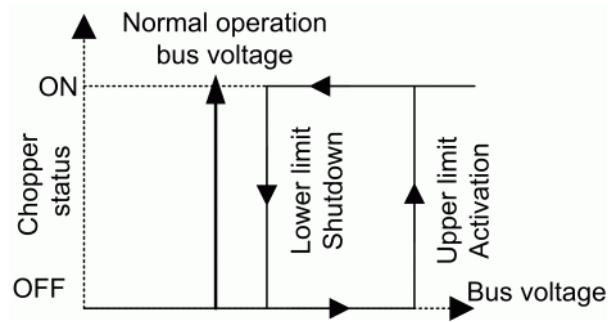 Normal operation
bus voltage
ON
Chopper
status
Lower limit
Shutdown
Upper limit
Activation
OFF
Bus voltage